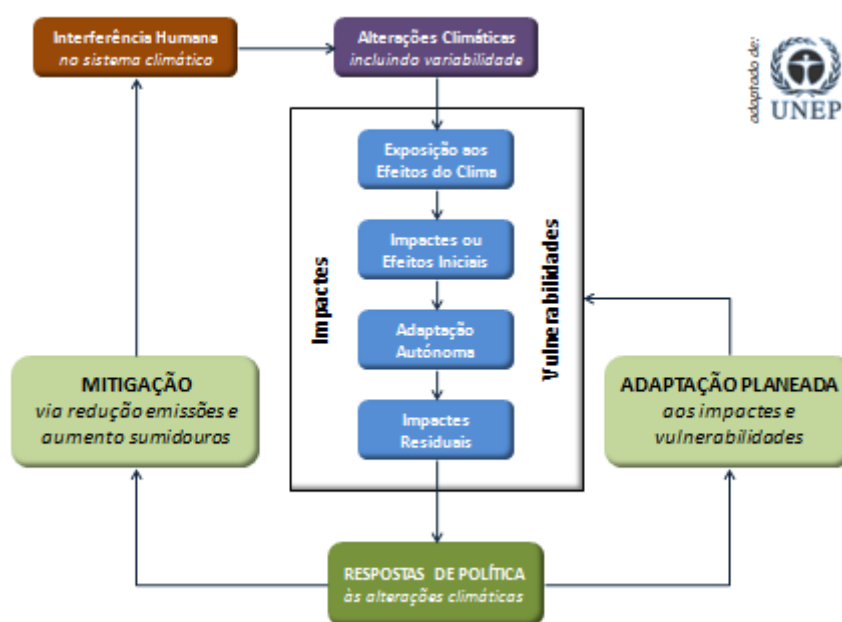 Interferência Humana
no sistema climático
Alterações Climáticas
incluindo variabilidade
adaptado de:
UNEP
Exposição aos
Efeitos do Clima
Impactes ou
Efeitos Iniciais
Adaptação
Autónoma
Impactes
Residuais
Impactes
Vulnerabilidades
MITIGAÇÃO
via redução emissões e
aumento sumidouros
ADAPTAÇÃO PLANEADA
aos impactes e
vulnerabilidades
RESPOSTAS DE POLÍTICA
às alterações climáticas